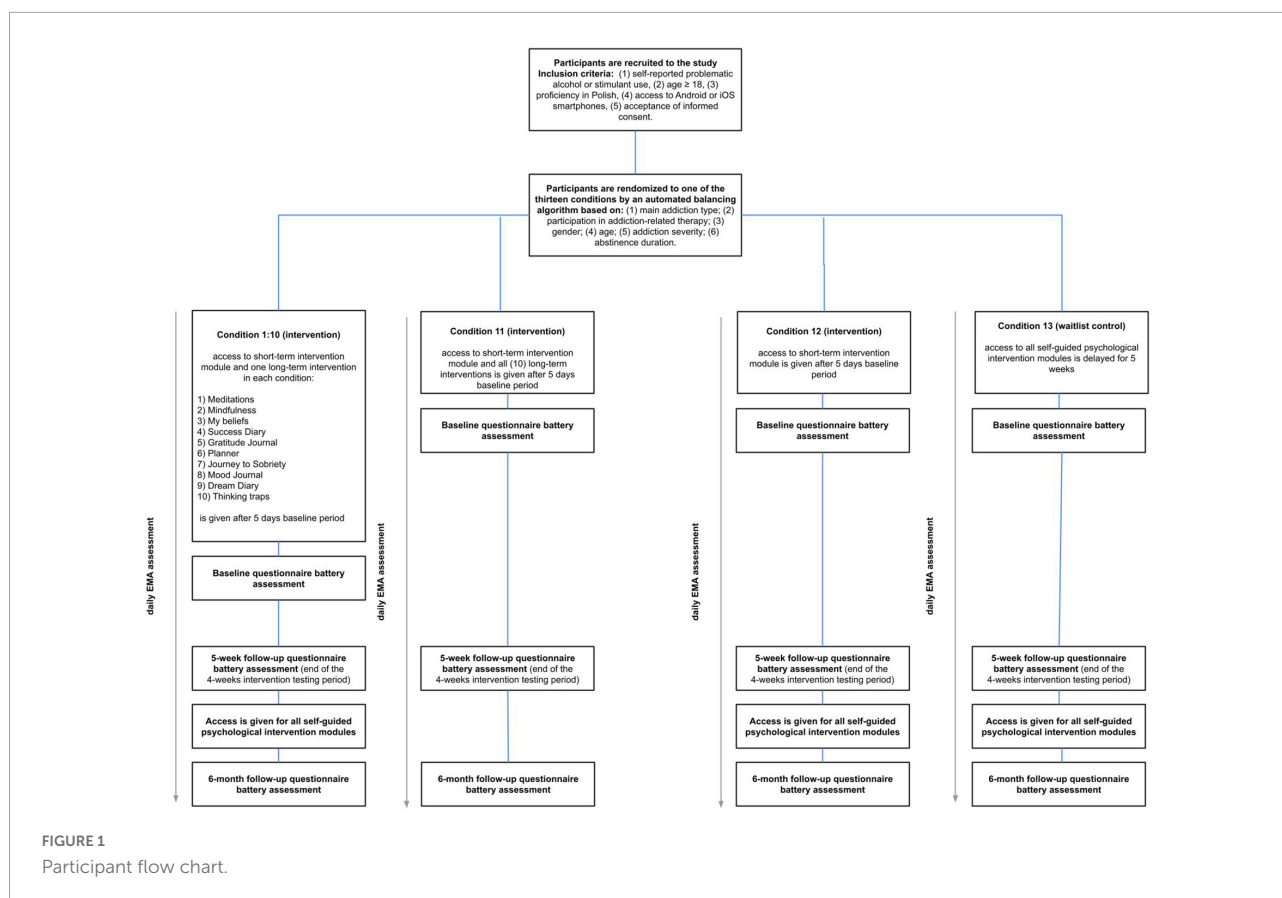 Participants are recruited to the study
Inclusion criteria: (1) self-reported problematic
alcohol or stimulant use, (2) age ≥ 18, (3)
proficiency in Polish, (4) access to Android or iOS
smartphones, (5) acceptance of informed
consent.
Participants are rendomized to one of the
thirteen conditions by an automated balancing
algorithm based on: (1) main addiction type; (2)
participation in addiction-related therapy; (3)
gender; (4) age; (5) addiction severity; (6)
abstinence duration.
daily EMA assessment
Condition 1:10 (intervention)
access to short-term intervention
module and one long-term intervention
in each condition:
1) Meditations
2) Mindfulness
3) My beliefs
4) Success Diary
5) Gratitude Journal
6) Planner
7) Journey to Sobriety
8) Mood Journal
9) Dream Diary
10) Thinking traps
is given after 5 days baseline period
Baseline questionnaire battery
assessment
5-week follow-up questionnaire
battery assessment (end of the
4-weeks intervention testing period)
Access is given for all self-guided
psychological intervention modules
6-month follow-up questionnaire
battery assessment
daily EMA assessment
Condition 11 (intervention)
access to short-term intervention
module and all (10) long-term
interventions is given after 5 days
baseline period
Baseline questionnaire battery
assessment
5-week follow-up questionnaire
battery assessment (end of the
4-weeks intervention testing period)
6-month follow-up questionnaire
battery assessment
daily EMA assessment
Condition 12 (intervention)
access to short-term intervention
module is given after 5 days baseline
period
Baseline questionnaire battery
assessment
5-week follow-up questionnaire
battery assessment (end of the
4-weeks intervention testing period)
Access is given for all self-guided
psychological intervention modules
6-month follow-up questionnaire
battery assessment
daily EMA assessment
Condition 13 (waitlist control)
access to all self-guided psychological
intervention modules is delayed for 5
weeks
Baseline questionnaire battery
assessment
5-week follow-up questionnaire
battery assessment (end of the
4-weeks intervention testing period)
Access is given for all self-guided
psychological intervention modules
6-month follow-up questionnaire
battery assessment
FIGURE 1
Participant flow chart.